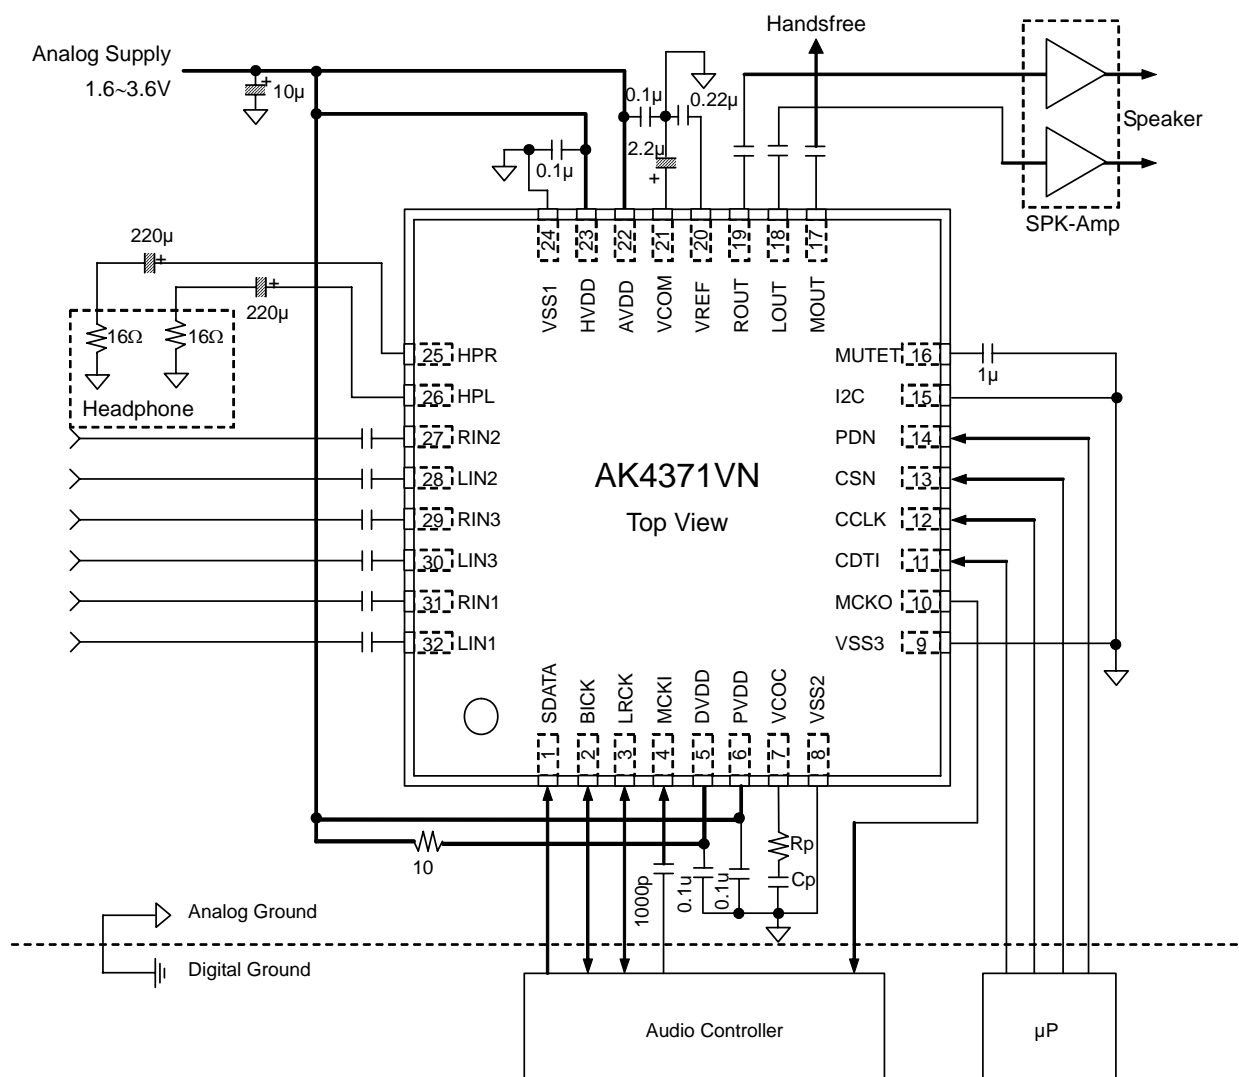 Handsfree
Analog Supply
1.6~3.6V
10µ
+
0.1µ
0.22µ
2.2µ
+
0.1µ
Speaker
SPK-Amp
24
23
22
21
20
19
18
17
VSS1
HVDD
AVDD
VCOM
VREF
ROUT
LOUT
MOUT
220µ
+
220µ
+
16Ω
16Ω
Headphone
25 HPR
26 HPL
27 RIN2
28 LIN2
29 RIN3
30 LIN3
31 RIN1
32 LIN1
AK4371VN
Top View
MUTET 16
1µ
I2C 15
PDN 14
CSN 13
CCLK 12
CDTI 11
MCKO 10
VSS3 9
SDATA
BICK
LRCK
MCKI
DVDD
PVDD
VCOC
VSS2
1
2
3
4
5
6
7
8
10
1000p
0.1u
0.1u
Rp
Cp
Analog Ground
Digital Ground
Audio Controller
µP